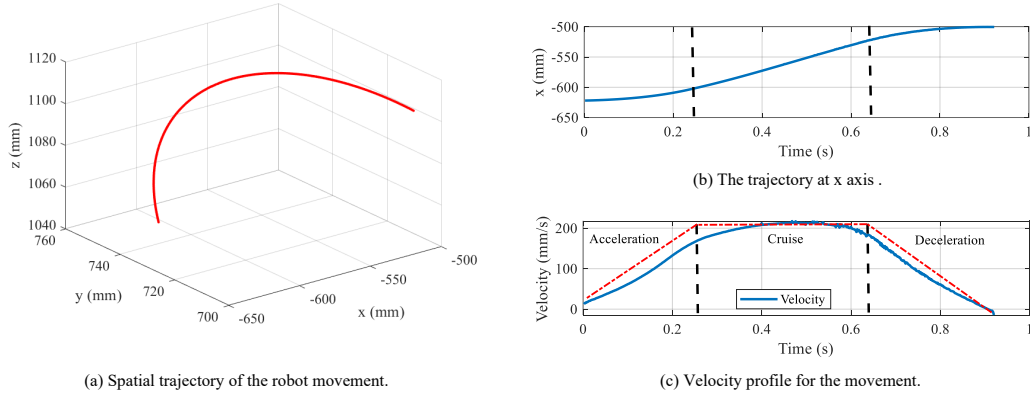 1120
1100
1080
1060
1040
z (mm)
760
740
720
700
y (mm)
-650
-600
-550
-500
x (mm)
(a) Spatial trajectory of the robot movement.
-500
-550
-600
-650
x (mm)
0
0.2
0.4
0.6
0.8
1
Time (s)
(b) The trajectory at x axis .
200
100
0
Velocity (mm/s)
Acceleration
Cruise
Deceleration
Velocity
0
0.2
0.4
0.6
0.8
1
Time (s)
(c) Velocity profile for the movement.